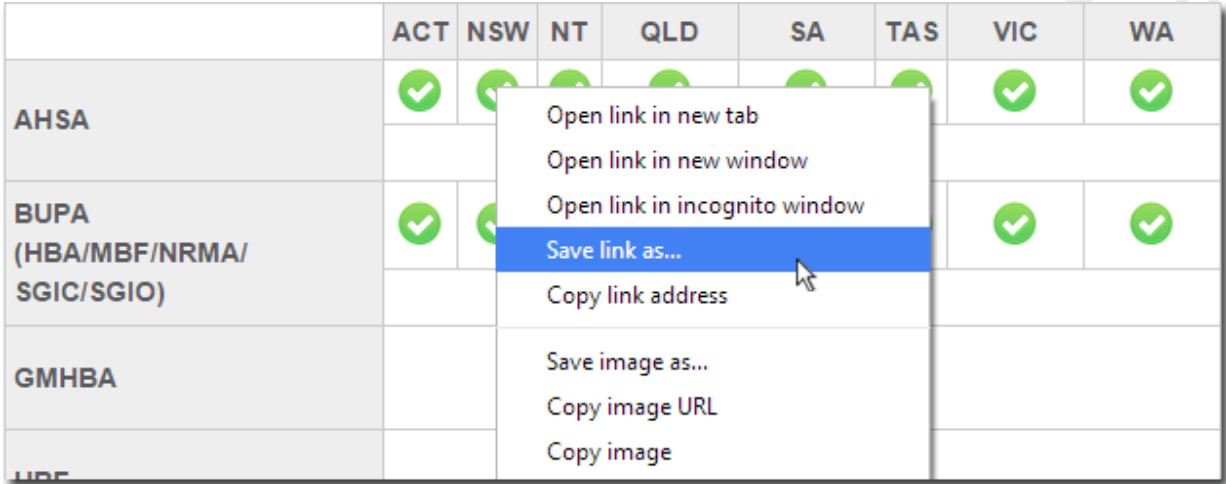 ACT NSW NT QLD SA TAS VIC WA
AHSA
BUPA
(HBA/MBF/NRMA/
SGIC/SGIO)
GMHBA
Open link in new tab
Open link in new window
Open link in incognito window
Save link as...
Copy link address
Save image as...
Copy image URL
Copy image